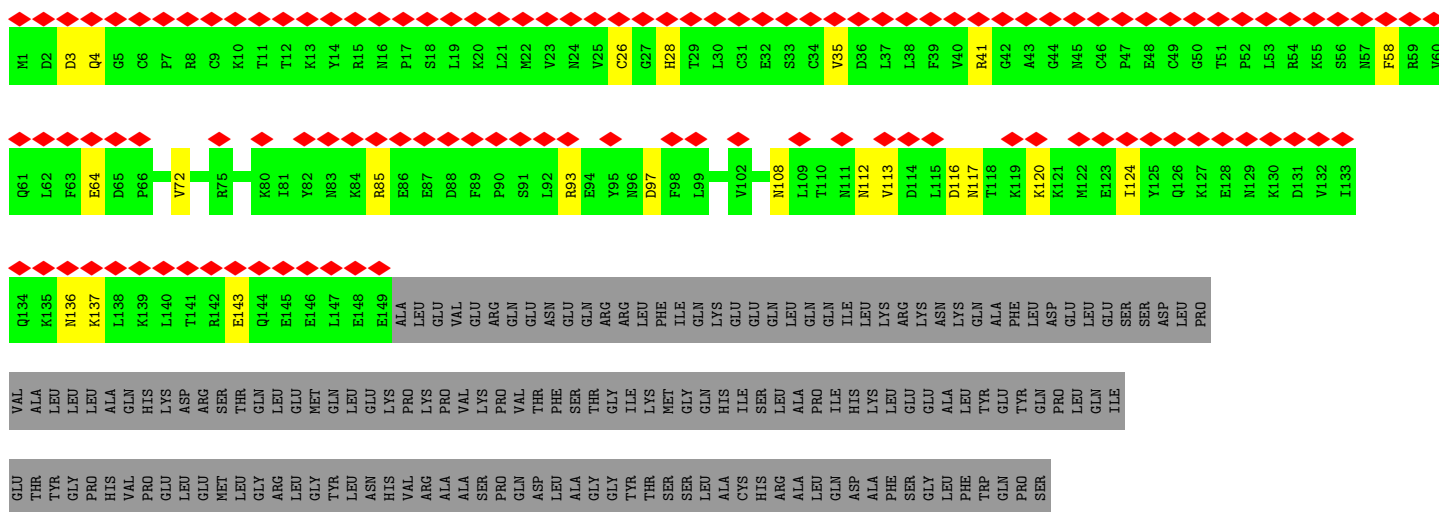 M1 D2 D3 Q4 G5 C6 P7 R8 C9 K10 T11 T12 K13 Y14 R15 N16 P17 S18 L19 K20 L21 M22 V23 N24 V25 C26 G27 H28 T29 L30 C31 E32 S33 C34 V35 D36 L37 L38 F39 V40 R41 G42 A43 G44 N45 C46 P47 E48 C49 G50 T51 P52 L53 R54 K55 S56 N57 F58 R59 V60
Q61 L62 F63 E64 D65 P66 V72 R75 K80 I81 Y82 N83 K84 R85 E86 E87 D88 F89 P90 S91 L92 R93 E94 Y95 N96 D97 F98 L99 V102 N108 L109 T110 N111 N112 V113 D114 L115 D116 N117 T118 K119 K120 K121 M122 E123 I124 Y125 Q126 K127 E128 N129 K130 D131 V132 I133
Q134 K135 N136 K137 L138 K139 L140 T141 R142 E143 Q144 E145 E146 L147 E148 E149 ALA LEU GLU VAL GLU ARG GLN GLU ASN GLU GLN ARG ARG LEU PHE ILE GLN LYS GLU GLU GLN LEU GLN GLN ILE LEU LYS ARG LYS ASN LYS GLN ALA PHE LEU ASP GLU LEU GLU SER SER ASP LEU PRO
VAL ALA LEU LEU LEU ALA GLN HIS LYS ASP ARG SER THR GLN LEU GLU MET GLN LEU GLU LYS PRO LYS PRO VAL LYS PRO VAL THR PHE SER THR GLY ILE LYS MET GLY GLN HIS ILE SER LEU ALA PRO ILE HIS LYS LEU GLU GLU ALA LEU TYR GLU TYR GLN PRO LEU GLN ILE
GLU THR TYR GLY PRO HIS VAL PRO GLU LEU GLU MET LEU GLY ARG LEU GLY TYR LEU ASN HIS VAL ARG ALA ALA SER PRO GLN ASP LEU ALA GLY GLY TYR THR SER SER LEU ALA CYS HIS ARG ALA LEU GLN ASP ALA PHE SER GLY LEU PHE TRP GLN PRO SER